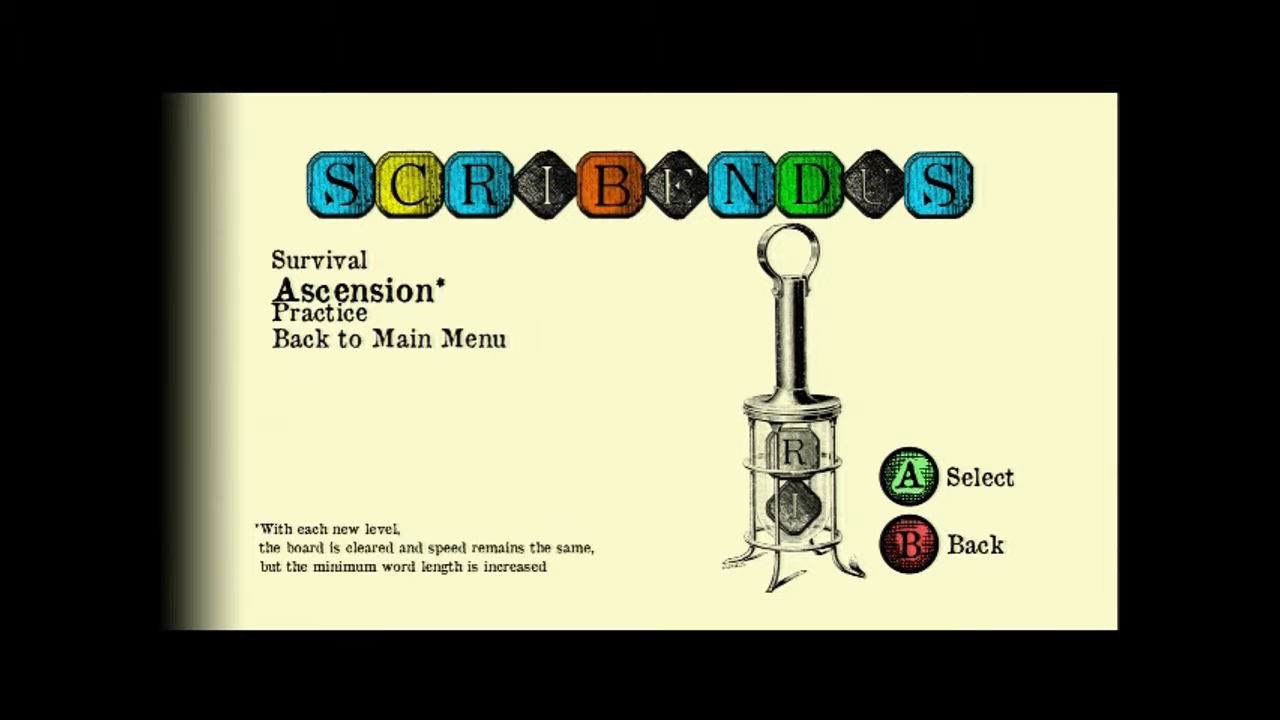 SCRIBENDUS
Survival
Ascension*
Practice
Back to Main Menu
R
I
A Select
B Back
*With each new level,
the board is cleared and speed remains the same,
but the minimum word length is increased